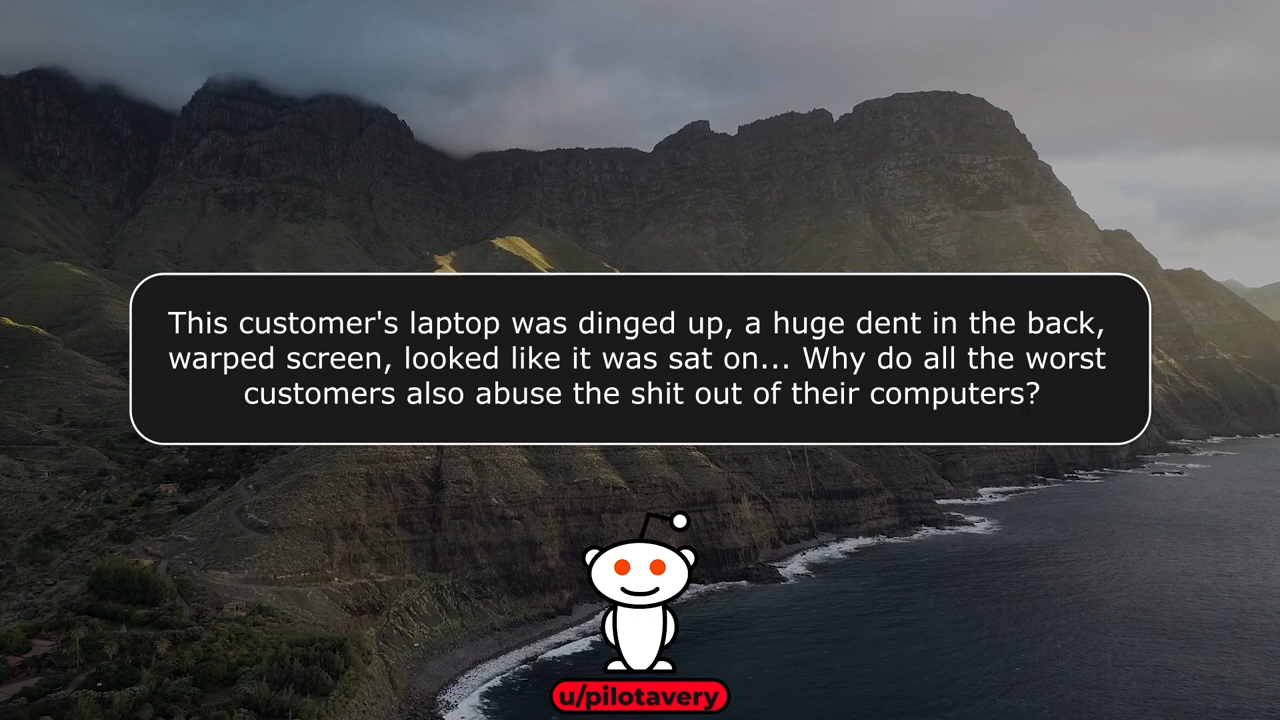 This customer's laptop was dinged up, a huge dent in the back,
warped screen, looked like it was sat on... Why do all the worst
customers also abuse the shit out of their computers?
u/pilotavery